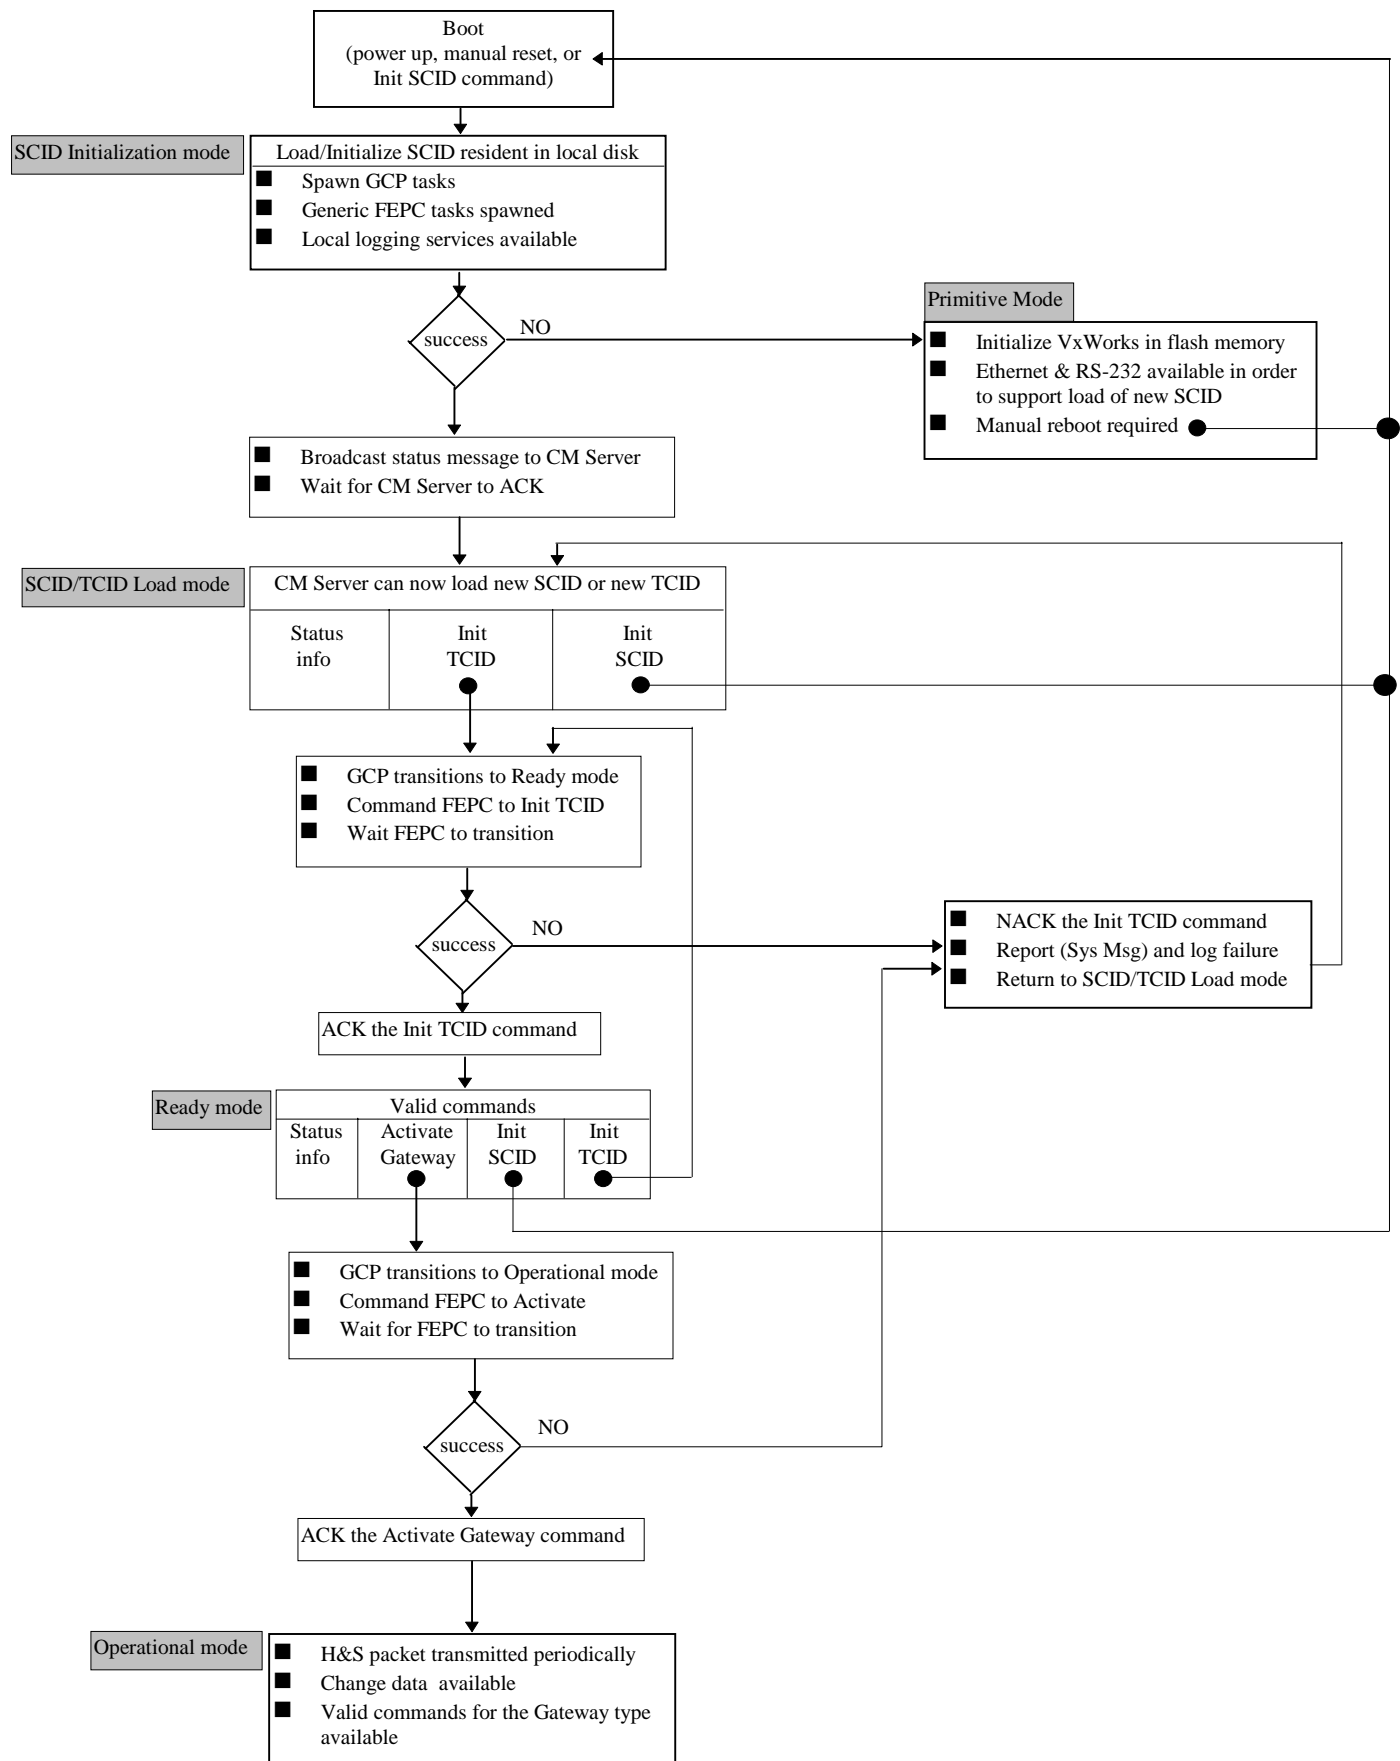 Boot
(power up, manual reset, or
Init SCID command)
SCID Initialization mode
Load/Initialize SCID resident in local disk
Spawn GCP tasks
Generic FEPC tasks spawned
Local logging services available
success
NO
Primitive Mode
Initialize VxWorks in flash memory
Ethernet & RS-232 available in order
to support load of new SCID
Manual reboot required
Broadcast status message to CM Server
Wait for CM Server to ACK
SCID/TCID Load mode
CM Server can now load new SCID or new TCID
Status
info
Init
TCID
Init
SCID
GCP transitions to Ready mode
Command FEPC to Init TCID
Wait FEPC to transition
success
NO
NACK the Init TCID command
Report (Sys Msg) and log failure
Return to SCID/TCID Load mode
ACK the Init TCID command
Ready mode
Valid commands
Status
info
Activate
Gateway
Init
SCID
Init
TCID
GCP transitions to Operational mode
Command FEPC to Activate
Wait for FEPC to transition
success
NO
ACK the Activate Gateway command
Operational mode
H&S packet transmitted periodically
Change data available
Valid commands for the Gateway type
available